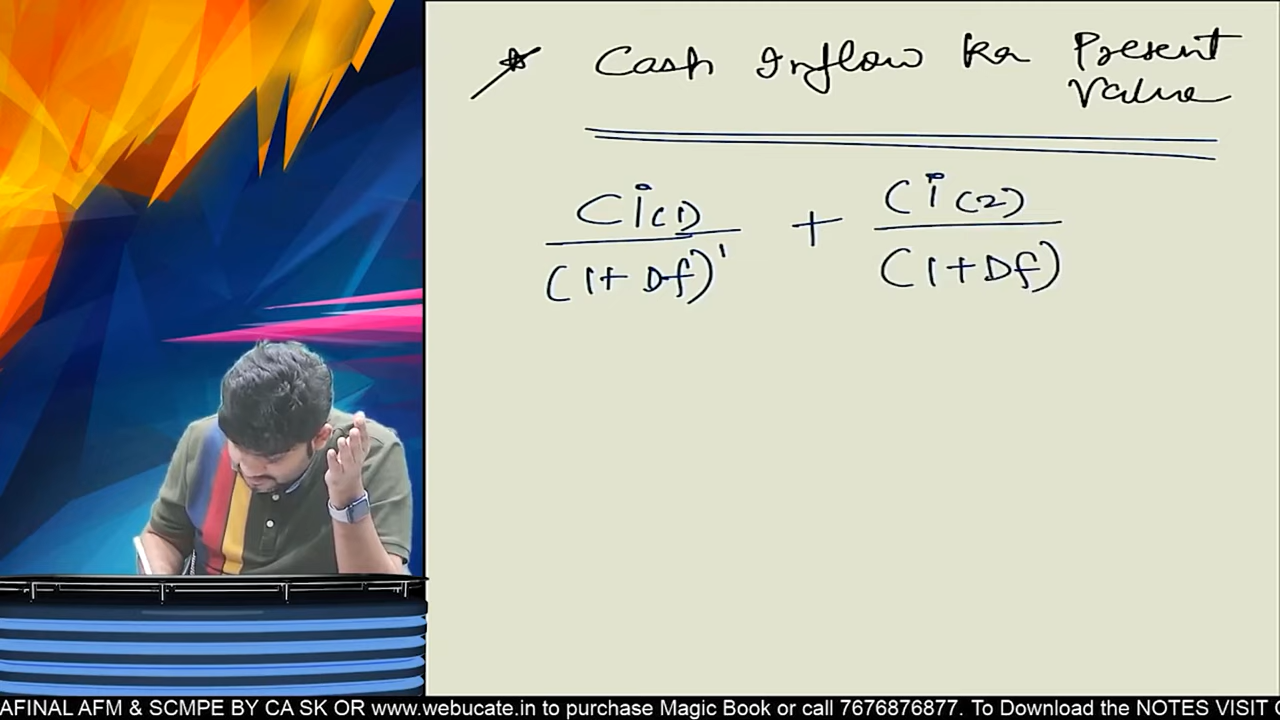 * Cash Inflow ka Present
Value
Ci(1) + Ci(2)
(1+Df)¹ (1+Df)
AFINAL AFM & SCMPE BY CA SK OR www.webucate.in to purchase Magic Book or call 7676876877. To Download the NOTES VISIT